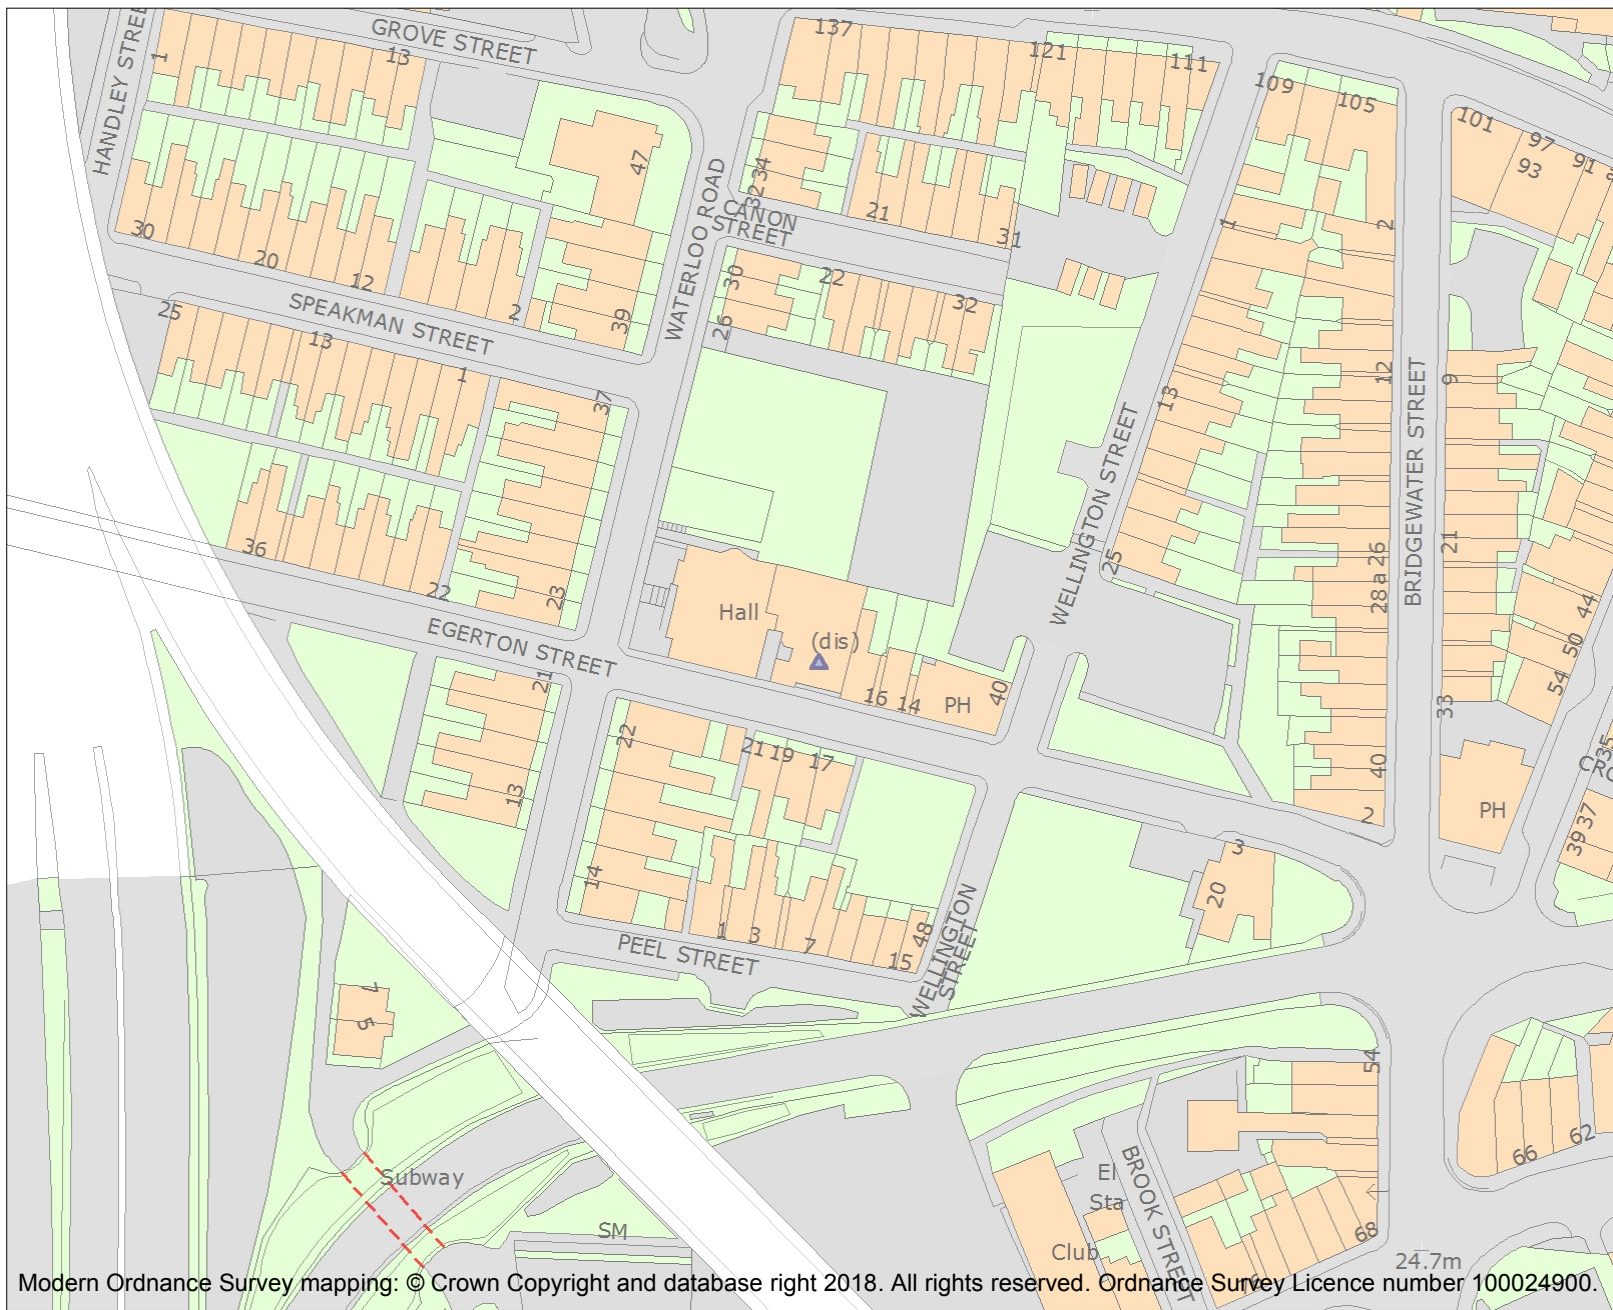 GROVE STREET
HANDLEY STREE
1
13
137
121
111
109
105
101
97
93
91
47
34
32
CANON
STREET
21
31
1
2
30
20
12
2
39
WATERLOO ROAD
30
26
22
32
SPEAKMAN STREET
25
13
1
37
13
12
9
BRIDGEWATER STREET
WELLINGTON STREET
36
22
23
25
26
28a
21
44
50
54
Hall
(dis)
EGERTON STREET
21
16
14
PH
40
33
22
21
19
17
13
40
2
PH
35
CRO
37
39
14
3
20
1
3
7
15
48
PEEL STREET
WELLINGTON
STREET
7
5
54
66
62
Subway
El
Sta
BROOK STREET
SM
Club
68
76
24.7m
Modern Ordnance Survey mapping: © Crown Copyright and database right 2018. All rights reserved. Ordnance Survey Licence number 100024900.